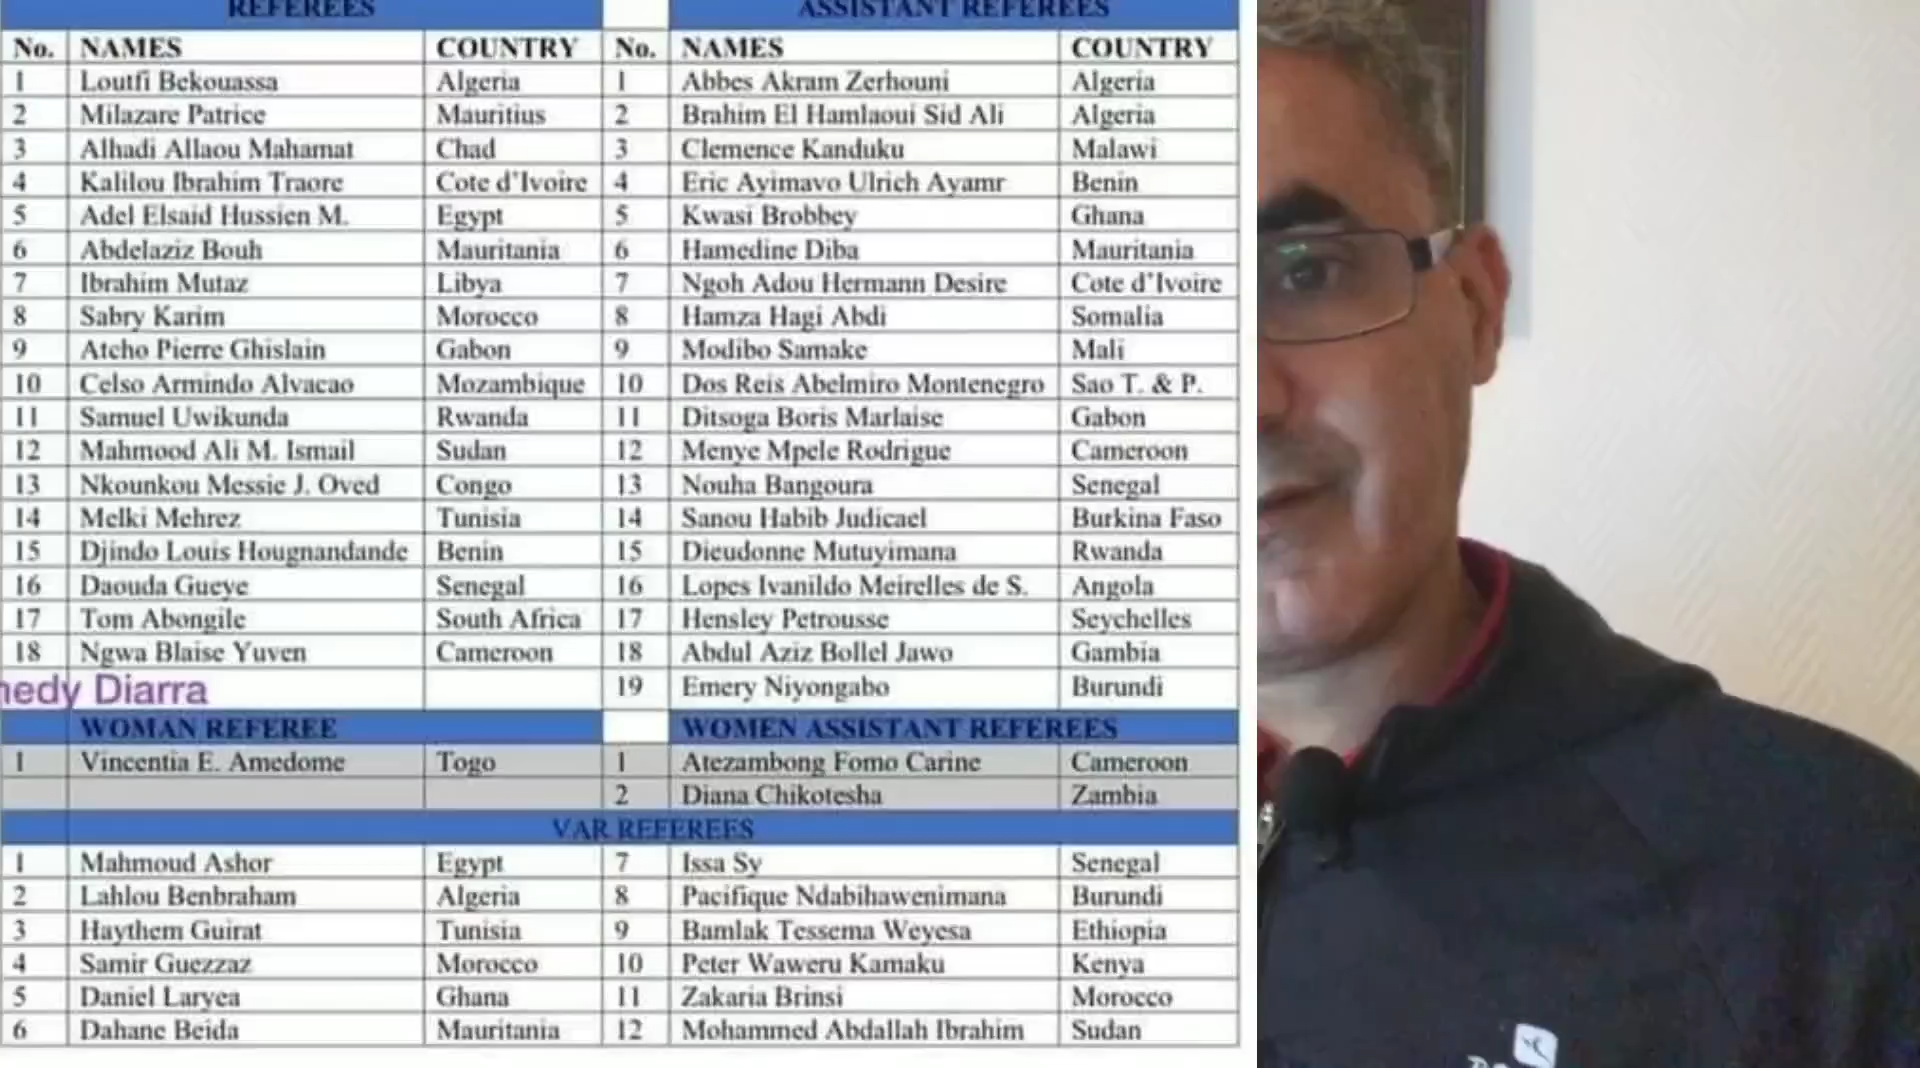 REFEREES ASSISTANT REFEREES
No. NAMES COUNTRY No. NAMES COUNTRY
1 Loutfi Bekouassa Algeria 1 Abbes Akram Zerhouni Algeria
2 Milazare Patrice Mauritius 2 Brahim El Hamlaoui Sid Ali Algeria
3 Alhadi Allaou Mahamat Chad 3 Clemence Kanduku Malawi
4 Kalilou Ibrahim Traore Cote d'Ivoire 4 Eric Ayimavo Ulrich Ayamr Benin
5 Adel Elsaid Hussien M. Egypt 5 Kwasi Brobbey Ghana
6 Abdelaziz Bouh Mauritania 6 Hamedine Diba Mauritania
7 Ibrahim Mutaz Libya 7 Ngoh Adou Hermann Desire Cote d'Ivoire
8 Sabry Karim Morocco 8 Hamza Hagi Abdi Somalia
9 Atcho Pierre Ghislain Gabon 9 Modibo Samake Mali
10 Celso Armindo Alvacao Mozambique 10 Dos Reis Abelmiro Montenegro Sao T. & P.
11 Samuel Uwikunda Rwanda 11 Ditsoga Boris Marlaise Gabon
12 Mahmood Ali M. Ismail Sudan 12 Menye Mpele Rodrigue Cameroon
13 Nkounkou Messie J. Oved Congo 13 Nouha Bangoura Senegal
14 Melki Mehrez Tunisia 14 Sanou Habib Judicael Burkina Faso
15 Djindo Louis Hougnandande Benin 15 Dieudonne Mutuyimana Rwanda
16 Daouda Gueye Senegal 16 Lopes Ivanildo Meirelles de S. Angola
17 Tom Abongile South Africa 17 Hensley Petrousse Seychelles
18 Ngwa Blaise Yuven Cameroon 18 Abdul Aziz Bollel Jawo Gambia
nedy Diarra 19 Emery Niyongabo Burundi
WOMAN REFEREE WOMEN ASSISTANT REFEREES
1 Vincentia E. Amedome Togo 1 Atezambong Fomo Carine Cameroon
2 Diana Chikotesha Zambia
VAR REFEREES
1 Mahmoud Ashor Egypt 7 Issa Sy Senegal
2 Lahlou Benbraham Algeria 8 Pacifique Ndabihawenimana Burundi
3 Haythem Guirat Tunisia 9 Bamlak Tessema Weyesa Ethiopia
4 Samir Guezzaz Morocco 10 Peter Waweru Kamaku Kenya
5 Daniel Laryea Ghana 11 Zakaria Brinsi Morocco
6 Dahane Beida Mauritania 12 Mohammed Abdallah Ibrahim Sudan